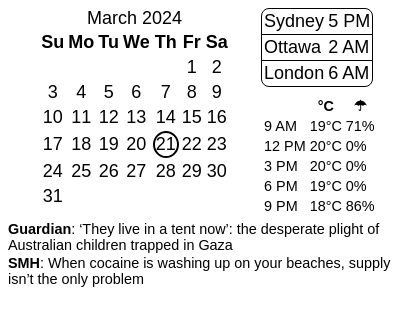 March 2024
Su Mo Tu We Th Fr Sa
1 2
3 4 5 6 7 8 9
10 11 12 13 14 15 16
17 18 19 20 21 22 23
24 25 26 27 28 29 30
31
Sydney 5 PM
Ottawa 2 AM
London 6 AM
°C ☂
9 AM 19°C 71%
12 PM 20°C 0%
3 PM 20°C 0%
6 PM 19°C 0%
9 PM 18°C 86%
Guardian: ‘They live in a tent now’: the desperate plight of
Australian children trapped in Gaza
SMH: When cocaine is washing up on your beaches, supply
isn’t the only problem